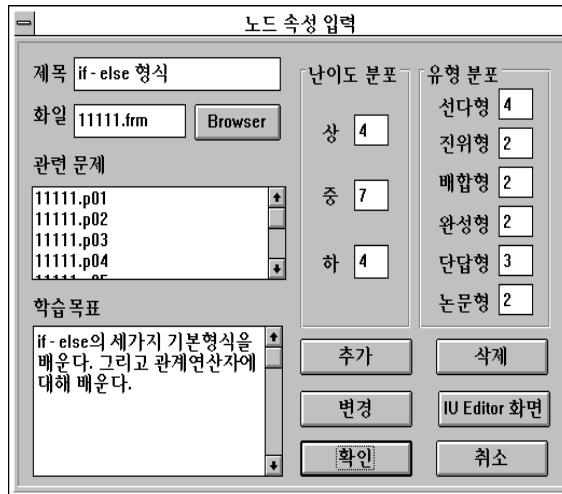 노드 속성 입력
제목 if - else 형식
화일 11111.frm Browser
관련 문제
11111.p01
11111.p02
11111.p03
11111.p04
11111.p05
학습목표
if - else의 세가지 기본형식을
배운다. 그리고 관계연산자에
대해 배운다.
난이도 분포
상 4
중 7
하 4
유형 분포
선다형 4
진위형 2
배합형 2
완성형 2
단답형 3
논문형 2
추가 삭제
변경 IU Editor 화면
확인 취소